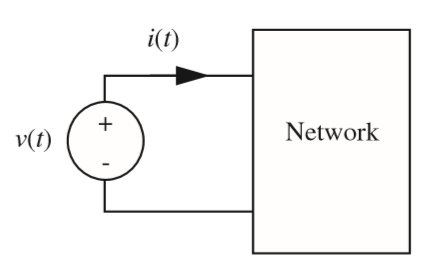 i(t)
+
v(t)
Network
-